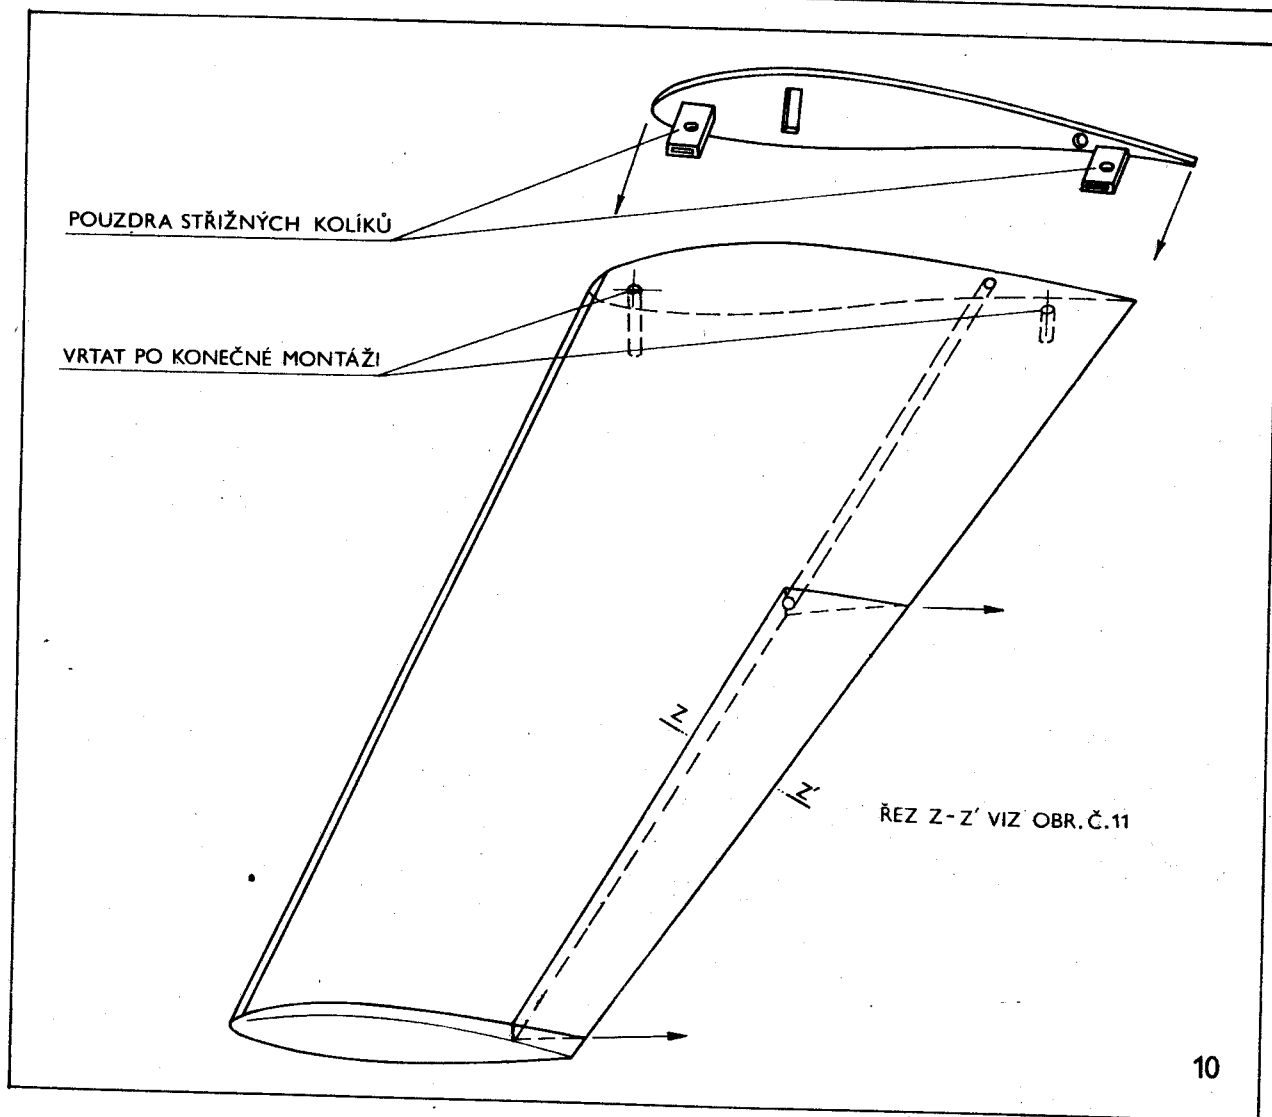 POUZDRA STŘIŽNÝCH KOLÍKŮ
VRTAT PO KONEČNÉ MONTÁŽI
Z
Z'
ŘEZ Z-Z' VIZ OBR.Č.11
10